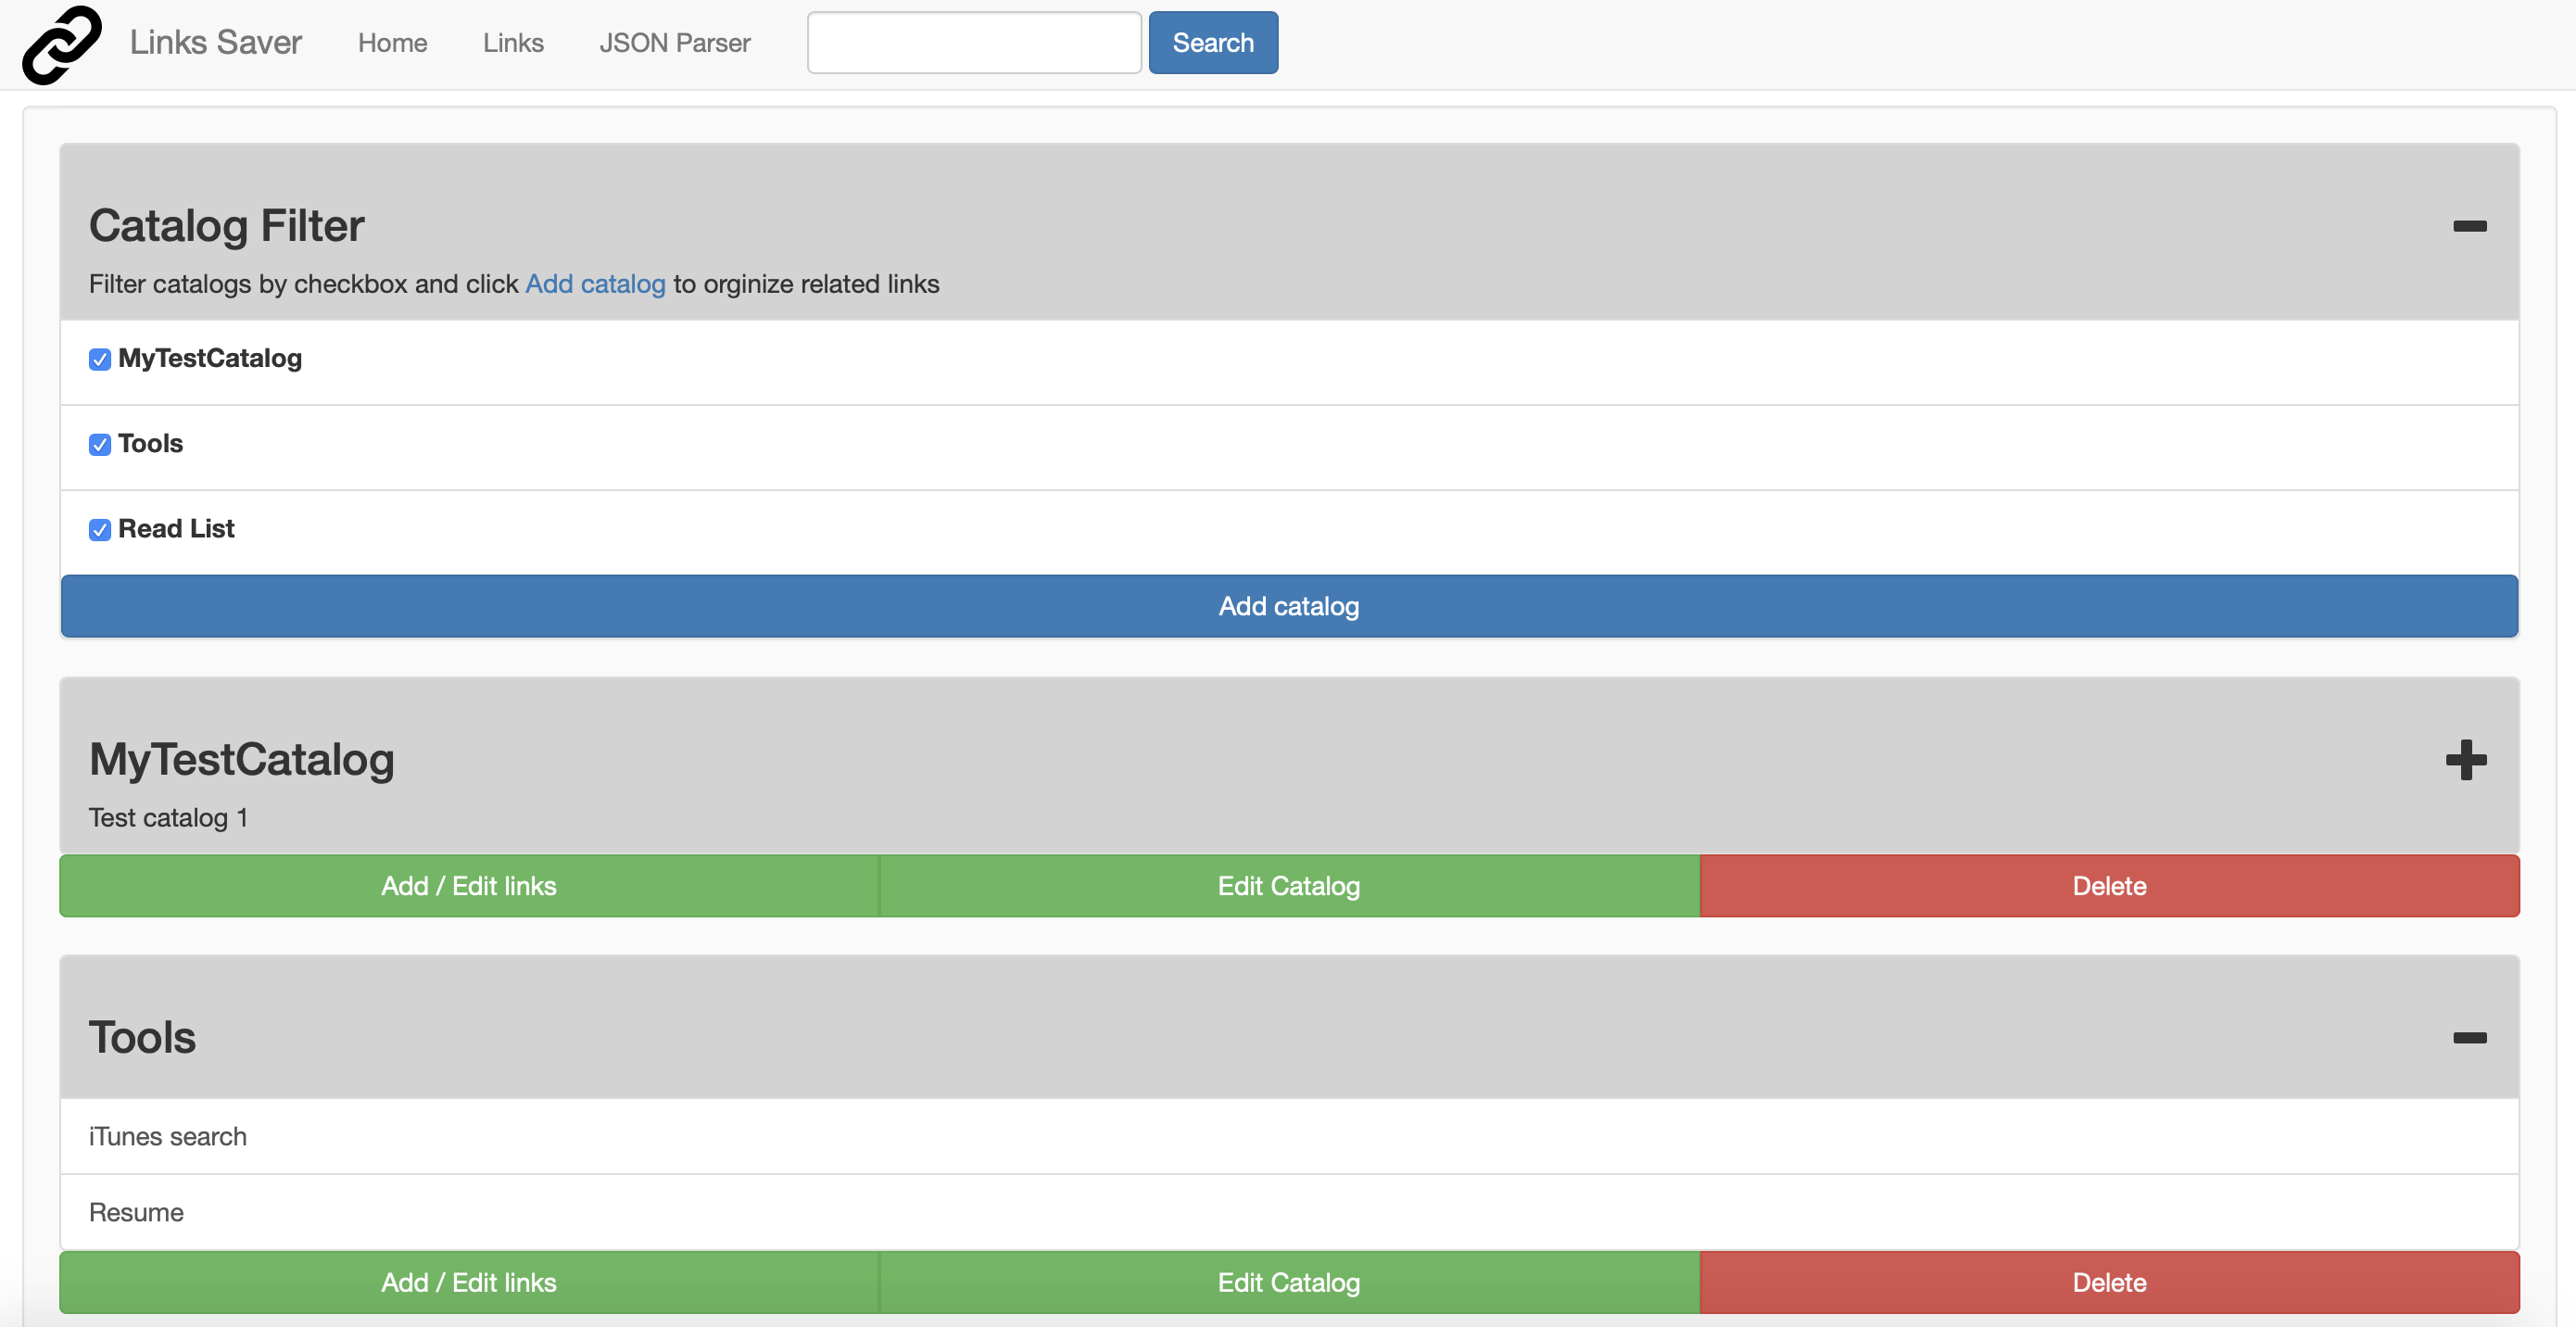 Links Saver Home Links JSON Parser Search
Catalog Filter
Filter catalogs by checkbox and click Add catalog to orginize related links
MyTestCatalog
Tools
Read List
Add catalog
MyTestCatalog
Test catalog 1
Add / Edit links Edit Catalog Delete
Tools
iTunes search
Resume
Add / Edit links Edit Catalog Delete